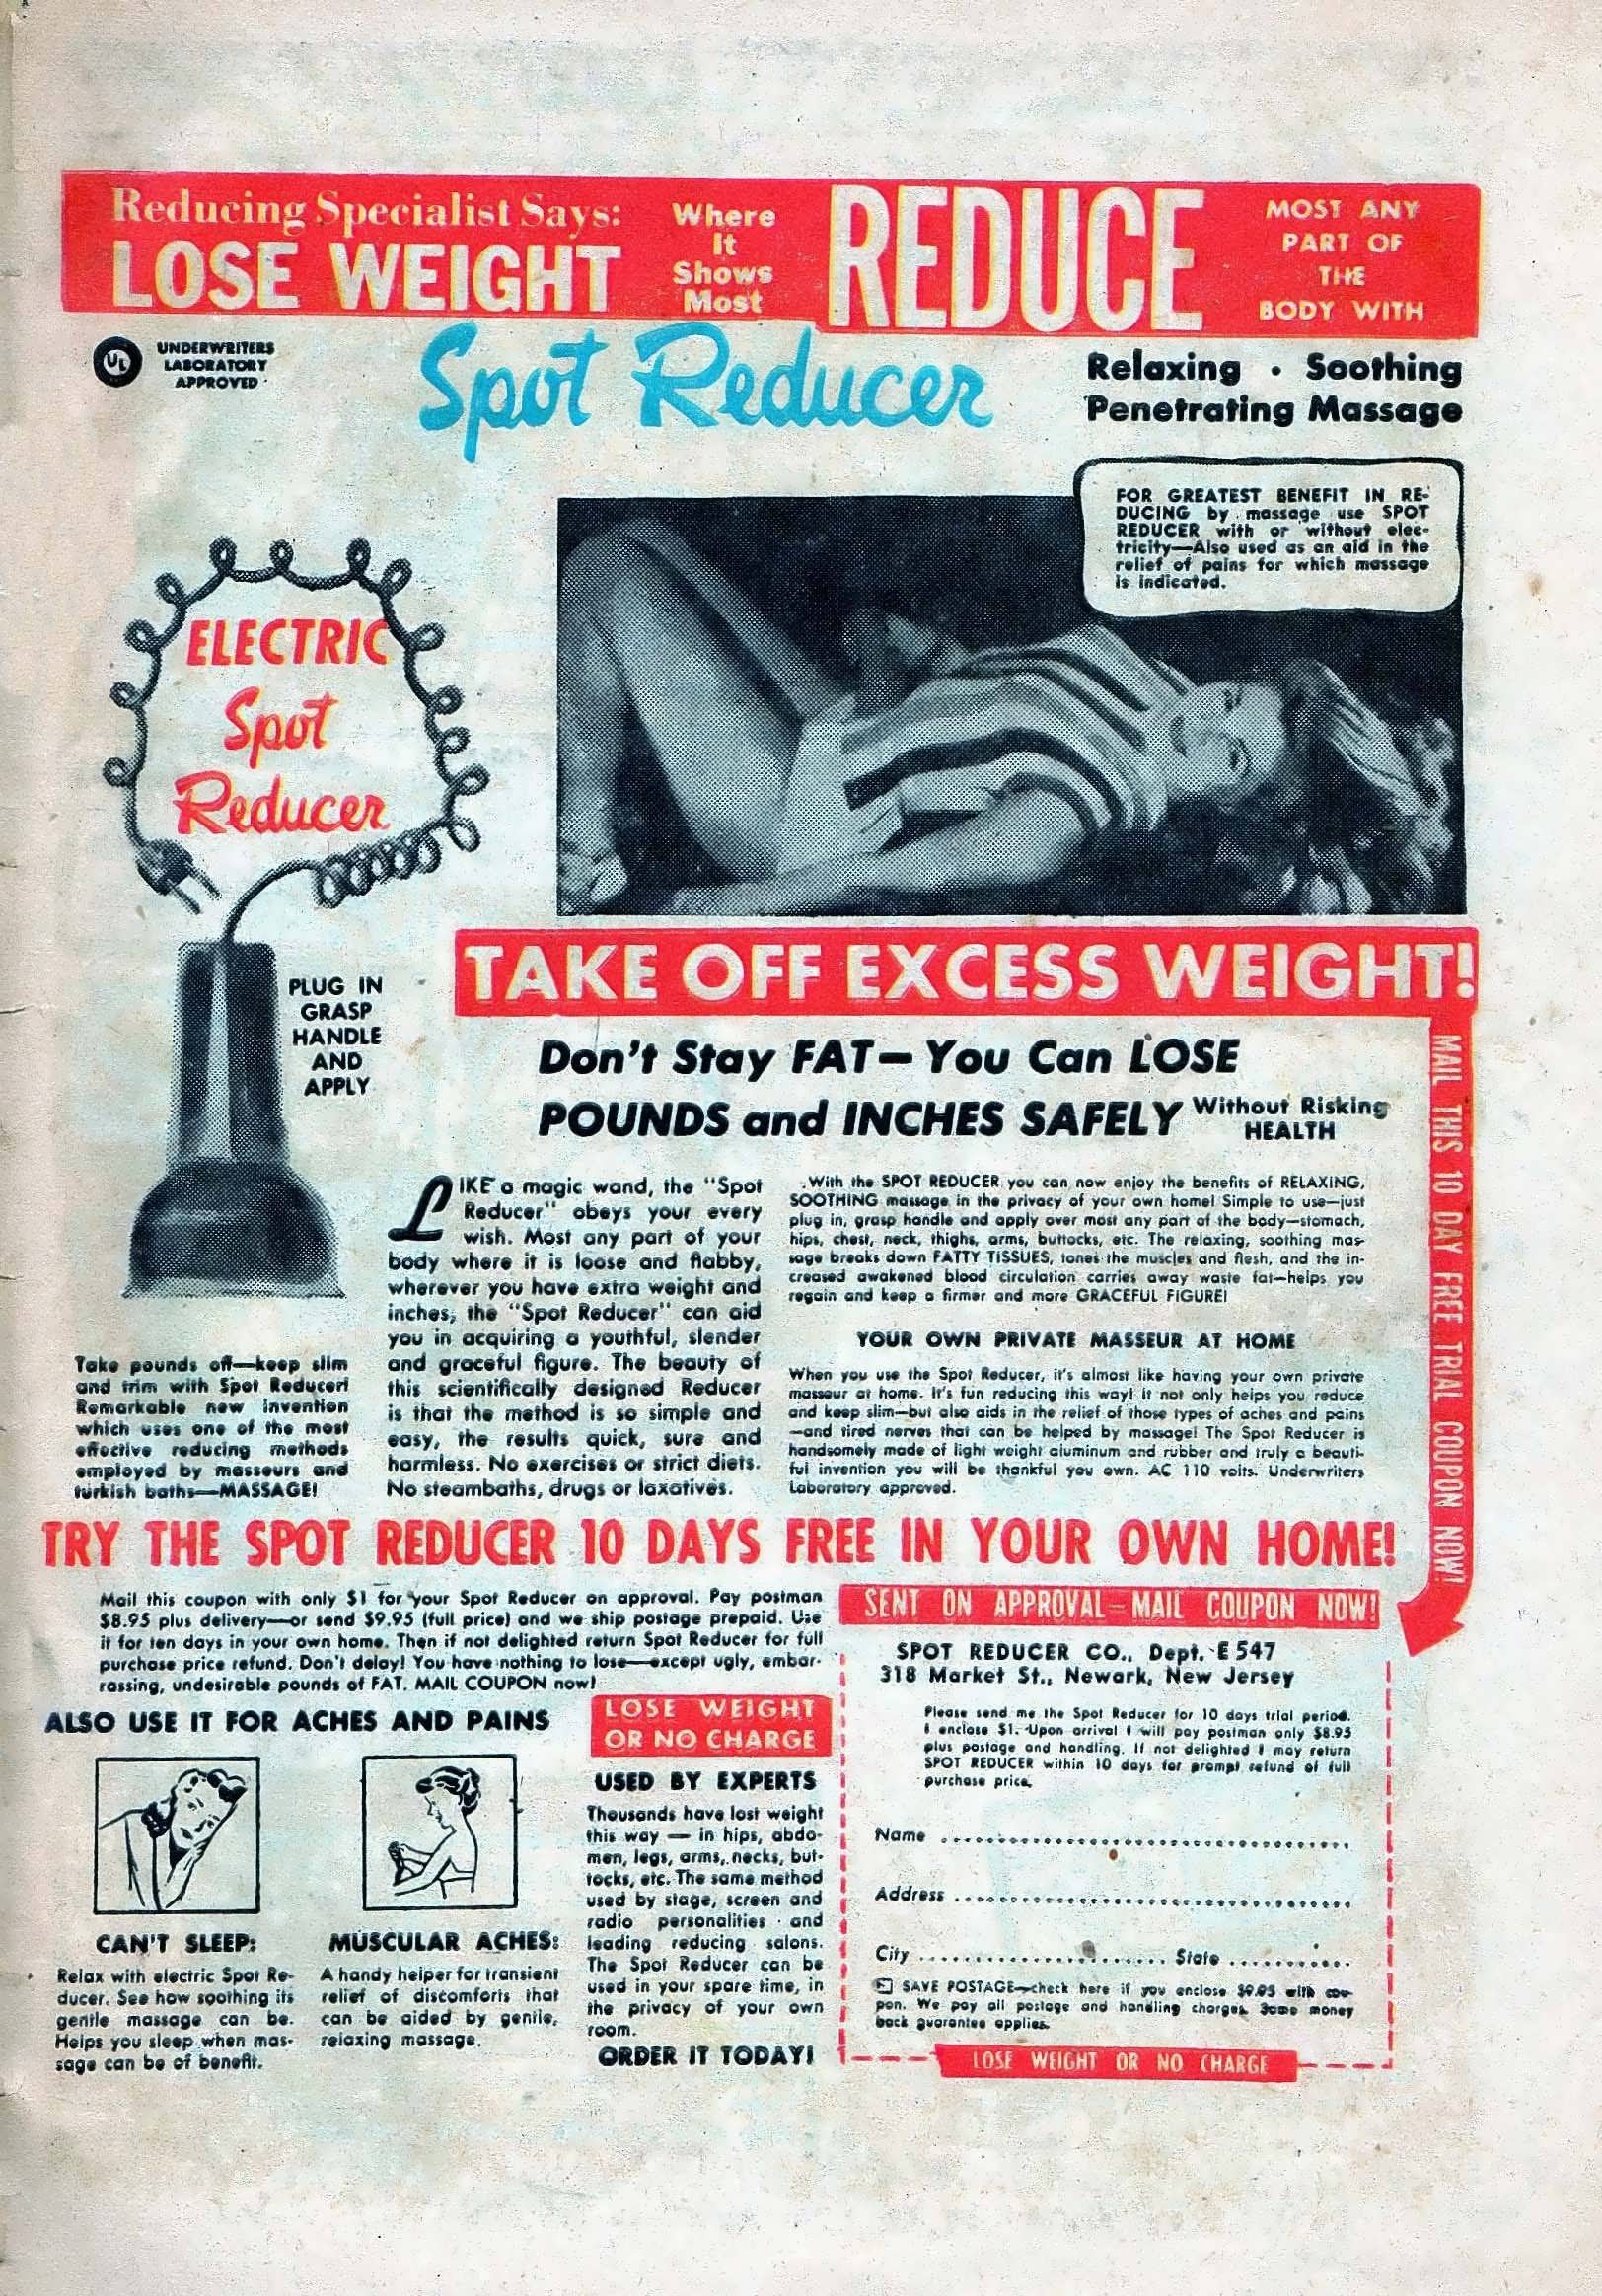 Reducing Specialist Says:
LOSE WEIGHT
Where
It
Shows
Most
REDUCE
MOST ANY
PART OF
THE
BODY WITH
UL
UNDERWRITERS
LABORATORY
APPROVED
Spot Reducer
Relaxing • Soothing
Penetrating Massage
FOR GREATEST BENEFIT IN RE-
DUCING by massage use SPOT
REDUCER with or without elec-
tricity—Also used as an aid in the
relief of pains for which massage
is indicated.
ELECTRIC
Spot
Reducer
PLUG IN
GRASP
HANDLE
AND
APPLY
TAKE OFF EXCESS WEIGHT!
Don't Stay FAT—You Can LOSE
POUNDS and INCHES SAFELY Without Risking
HEALTH
MAIL THIS 10 DAY FREE TRIAL COUPON NOW!
Take pounds off—keep slim
and trim with Spot Reducer!
Remarkable new invention
which uses one of the most
effective reducing methods
employed by masseurs and
turkish baths—MASSAGE!
LIKE a magic wand, the "Spot
Reducer" obeys your every
wish. Most any part of your
body where it is loose and flabby,
wherever you have extra weight and
inches, the "Spot Reducer" can aid
you in acquiring a youthful, slender
and graceful figure. The beauty of
this scientifically designed Reducer
is that the method is so simple and
easy, the results quick, sure and
harmless. No exercises or strict diets.
No steambaths, drugs or laxatives.
With the SPOT REDUCER you can now enjoy the benefits of RELAXING,
SOOTHING massage in the privacy of your own home! Simple to use—just
plug in, grasp handle and apply over most any part of the body—stomach,
hips, chest, neck, thighs, arms, buttocks, etc. The relaxing, soothing mas-
sage breaks down FATTY TISSUES, tones the muscles and flesh, and the in-
creased awakened blood circulation carries away waste fat—helps you
regain and keep a firmer and more GRACEFUL FIGURE!
YOUR OWN PRIVATE MASSEUR AT HOME
When you use the Spot Reducer, it's almost like having your own private
masseur at home. It's fun reducing this way! It not only helps you reduce
and keep slim—but also aids in the relief of those types of aches and pains
—and tired nerves that can be helped by massage! The Spot Reducer is
handsomely made of light weight aluminum and rubber and truly a beauti-
ful invention you will be thankful you own. AC 110 volts. Underwriters
Laboratory approved.
TRY THE SPOT REDUCER 10 DAYS FREE IN YOUR OWN HOME!
Mail this coupon with only $1 for your Spot Reducer on approval. Pay postman
$8.95 plus delivery—or send $9.95 (full price) and we ship postage prepaid. Use
it for ten days in your own home. Then if not delighted return Spot Reducer for full
purchase price refund. Don't delay! You have nothing to lose—except ugly, embar-
rassing, undesirable pounds of FAT. MAIL COUPON now!
ALSO USE IT FOR ACHES AND PAINS
CAN'T SLEEP:
Relax with electric Spot Re-
ducer. See how soothing its
gentle massage can be.
Helps you sleep when mas-
sage can be of benefit.
MUSCULAR ACHES:
A handy helper for transient
relief of discomforts that
can be aided by gentle,
relaxing massage.
LOSE WEIGHT
OR NO CHARGE
USED BY EXPERTS
Thousands have lost weight
this way — in hips, abdo-
men, legs, arms, necks, but-
tocks, etc. The same method
used by stage, screen and
radio personalities and
leading reducing salons.
The Spot Reducer can be
used in your spare time, in
the privacy of your own
room.
ORDER IT TODAY!
SENT ON APPROVAL—MAIL COUPON NOW!
SPOT REDUCER CO., Dept. E 547
318 Market St., Newark, New Jersey
Please send me the Spot Reducer for 10 days trial period.
I enclose $1. Upon arrival I will pay postman only $8.95
plus postage and handling. If not delighted I may return
SPOT REDUCER within 10 days for prompt refund of full
purchase price.
Name
Address
City State
SAVE POSTAGE—check here if you enclose $9.95 with cou-
pon. We pay all postage and handling charges. Same money
back guarantee applies.
LOSE WEIGHT OR NO CHARGE